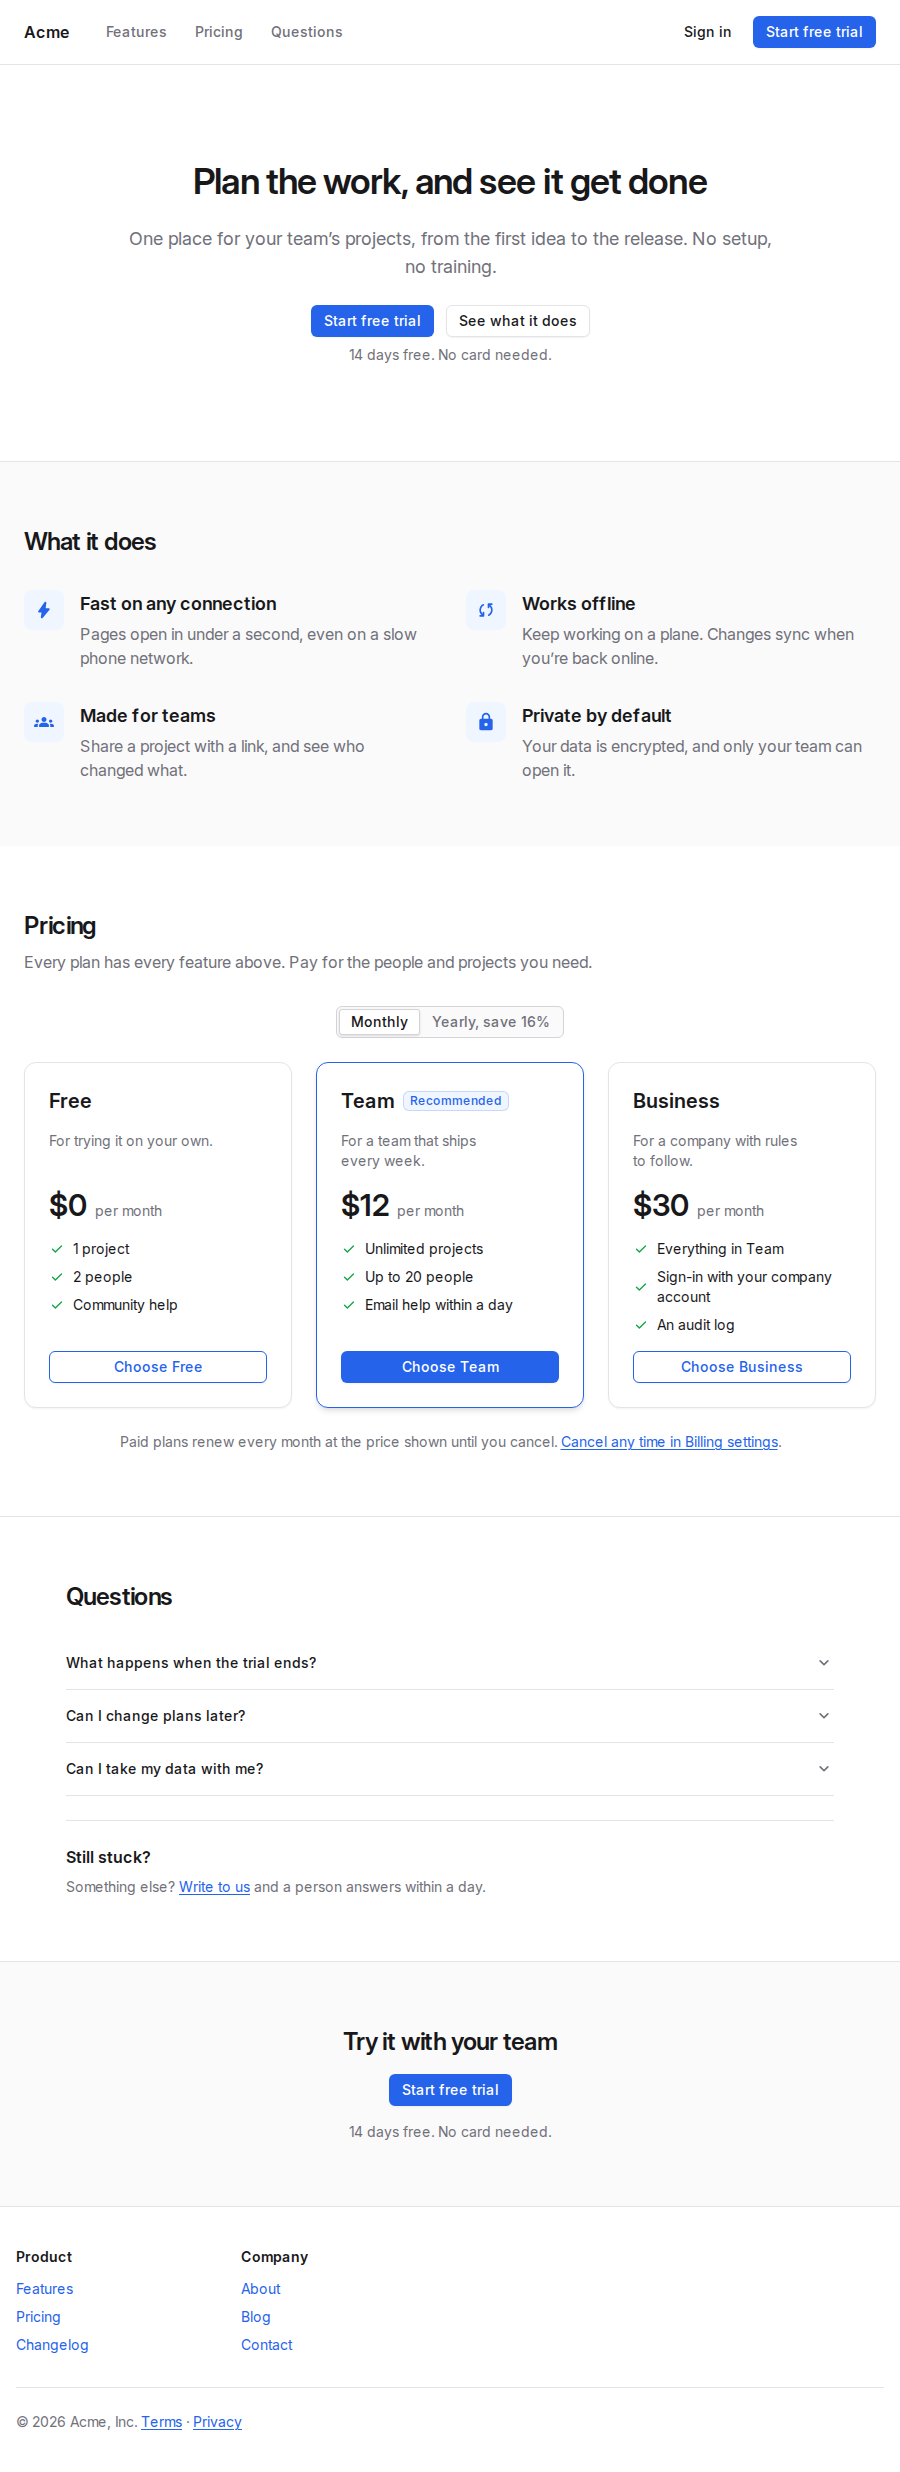 Acme Features Pricing Questions Sign in Start free trial
Plan the work, and see it get done
One place for your team’s projects, from the first idea to the release. No setup,
no training.
Start free trial See what it does
14 days free. No card needed.
What it does
Fast on any connection
Pages open in under a second, even on a slow
phone network.
Works offline
Keep working on a plane. Changes sync when
you’re back online.
Made for teams
Share a project with a link, and see who
changed what.
Private by default
Your data is encrypted, and only your team can
open it.
Pricing
Every plan has every feature above. Pay for the people and projects you need.
Monthly Yearly, save 16%
Free
For trying it on your own.
$0 per month
1 project
2 people
Community help
Choose Free
Team Recommended
For a team that ships
every week.
$12 per month
Unlimited projects
Up to 20 people
Email help within a day
Choose Team
Business
For a company with rules
to follow.
$30 per month
Everything in Team
Sign-in with your company
account
An audit log
Choose Business
Paid plans renew every month at the price shown until you cancel. Cancel any time in Billing settings.
Questions
What happens when the trial ends?
Can I change plans later?
Can I take my data with me?
Still stuck?
Something else? Write to us and a person answers within a day.
Try it with your team
Start free trial
14 days free. No card needed.
Product
Features
Pricing
Changelog
Company
About
Blog
Contact
© 2026 Acme, Inc. Terms · Privacy